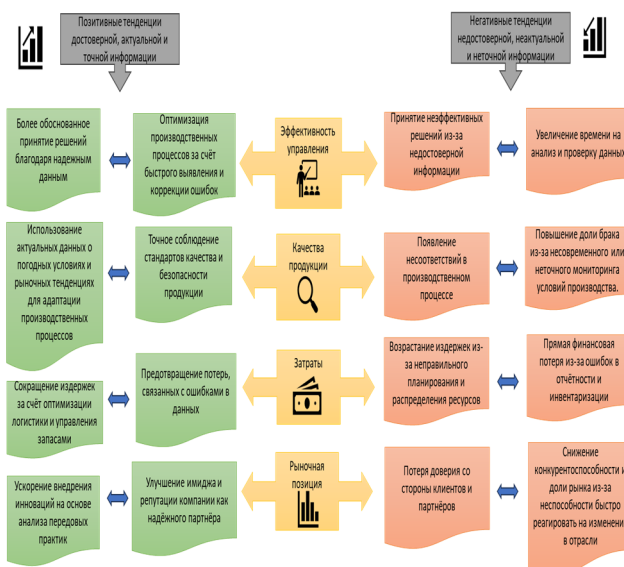 Позитивные тенденции
достоверной, актуальной и
точной информации
Негативные тенденции
недостоверной, неактуальной
и неточной информации
Более обоснованное
принятие решений
благодаря надежным
данным
Оптимизация
производственных
процессов за счёт
быстрого выявления и
коррекции ошибок
Эффективность
управления
Принятие неэффективных
решений из-за
недостоверной
информации
Увеличение времени на
анализ и проверку данных
Использование
актуальных данных о
погодных условиях и
рыночных тенденциях
для адаптации
производственных
процессов
Точное соблюдение
стандартов качества и
безопасности
продукции
Качества
продукции
Появление
несоответствий в
производственном
процессе
Повышение доли брака
из-за несовременного или
неточного мониторинга
условий производства.
Сокращение издержек
за счёт оптимизации
логистики и управления
запасами
Предотвращение потерь,
связанных с ошибками в
данных
Затраты
Возрастание издержек из-
за неправильного
планирования и
распределения ресурсов
Прямая финансовая
потеря из-за ошибок в
отчётности и
инвентаризации
Ускорение внедрения
инноваций на основе
анализа передовых
практик
Улучшение имиджа и
репутации компании как
надёжного партнёра
Рыночная
позиция
Потеря доверия со
стороны клиентов и
партнёров
Снижение
конкурентоспособности и
доли рынка из-за
неспособности быстро
реагировать на изменения
в отрасли